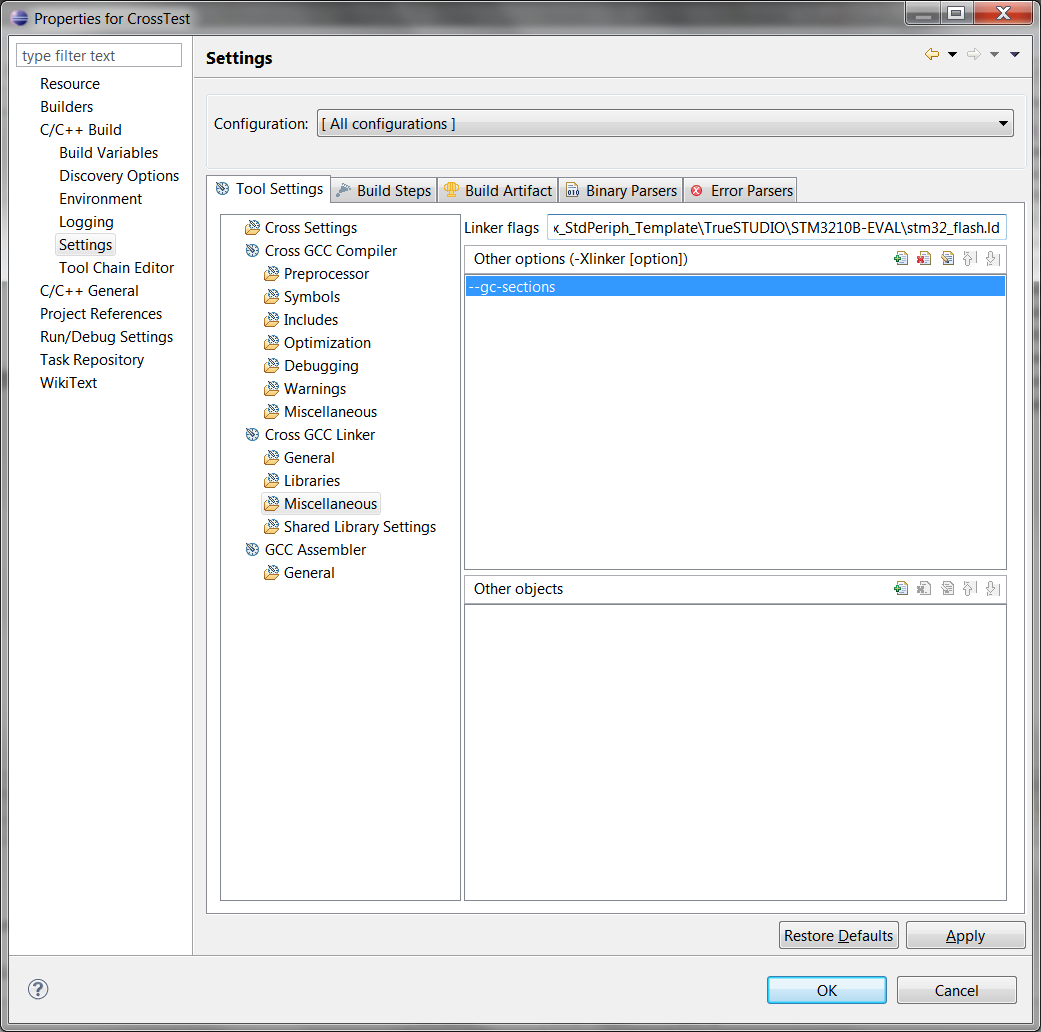 Properties for CrossTest
type filter text
Resource
Builders
C/C++ Build
Build Variables
Discovery Options
Environment
Logging
Settings
Tool Chain Editor
C/C++ General
Project References
Run/Debug Settings
Task Repository
WikiText
Settings
Configuration: [ All configurations ]
Tool Settings Build Steps Build Artifact Binary Parsers Error Parsers
Cross Settings
Cross GCC Compiler
Preprocessor
Symbols
Includes
Optimization
Debugging
Warnings
Miscellaneous
Cross GCC Linker
General
Libraries
Miscellaneous
Shared Library Settings
GCC Assembler
General
Linker flags x_StdPeriph_Template\TrueSTUDIO\STM3210B-EVAL\stm32_flash.ld
Other options (-Xlinker [option])
--gc-sections
Other objects
Restore Defaults Apply
? OK Cancel